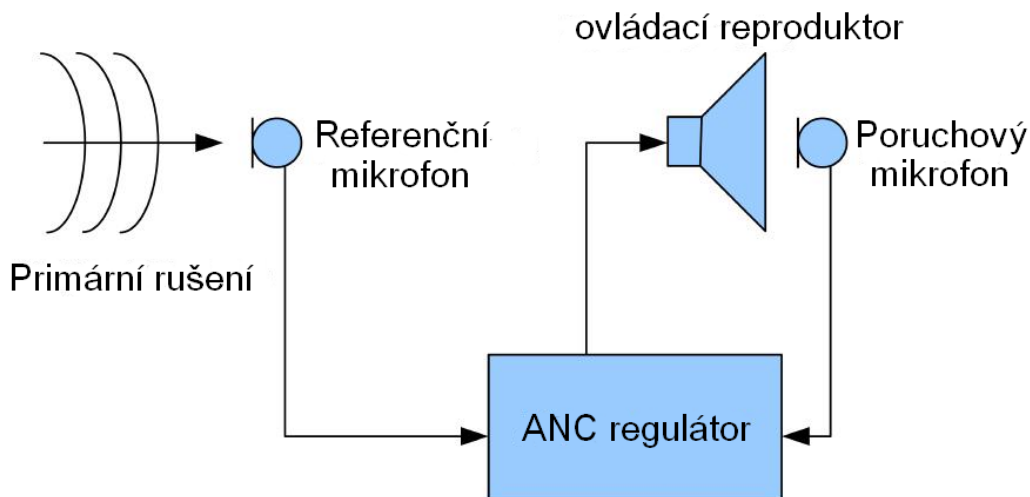 ovládací reproduktor
Referenční
mikrofon
Poruchový
mikrofon
Primární rušení
ANC regulátor